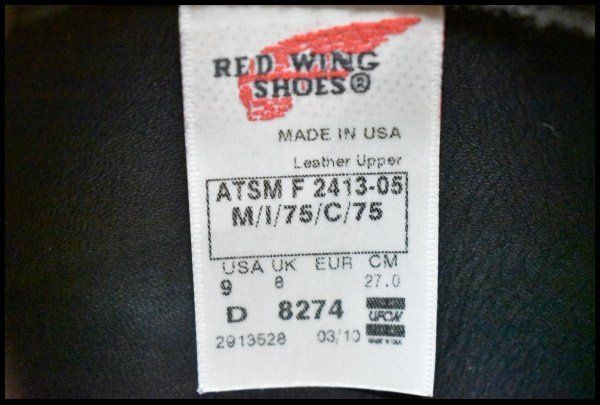 RED WING
SHOES®
MADE IN USA
Leather Upper
ATSM F 2413-05
M/I/75/C/75
USA UK EUR CM
9 8 27.0
D 8274 UFCW
2913528 03/10